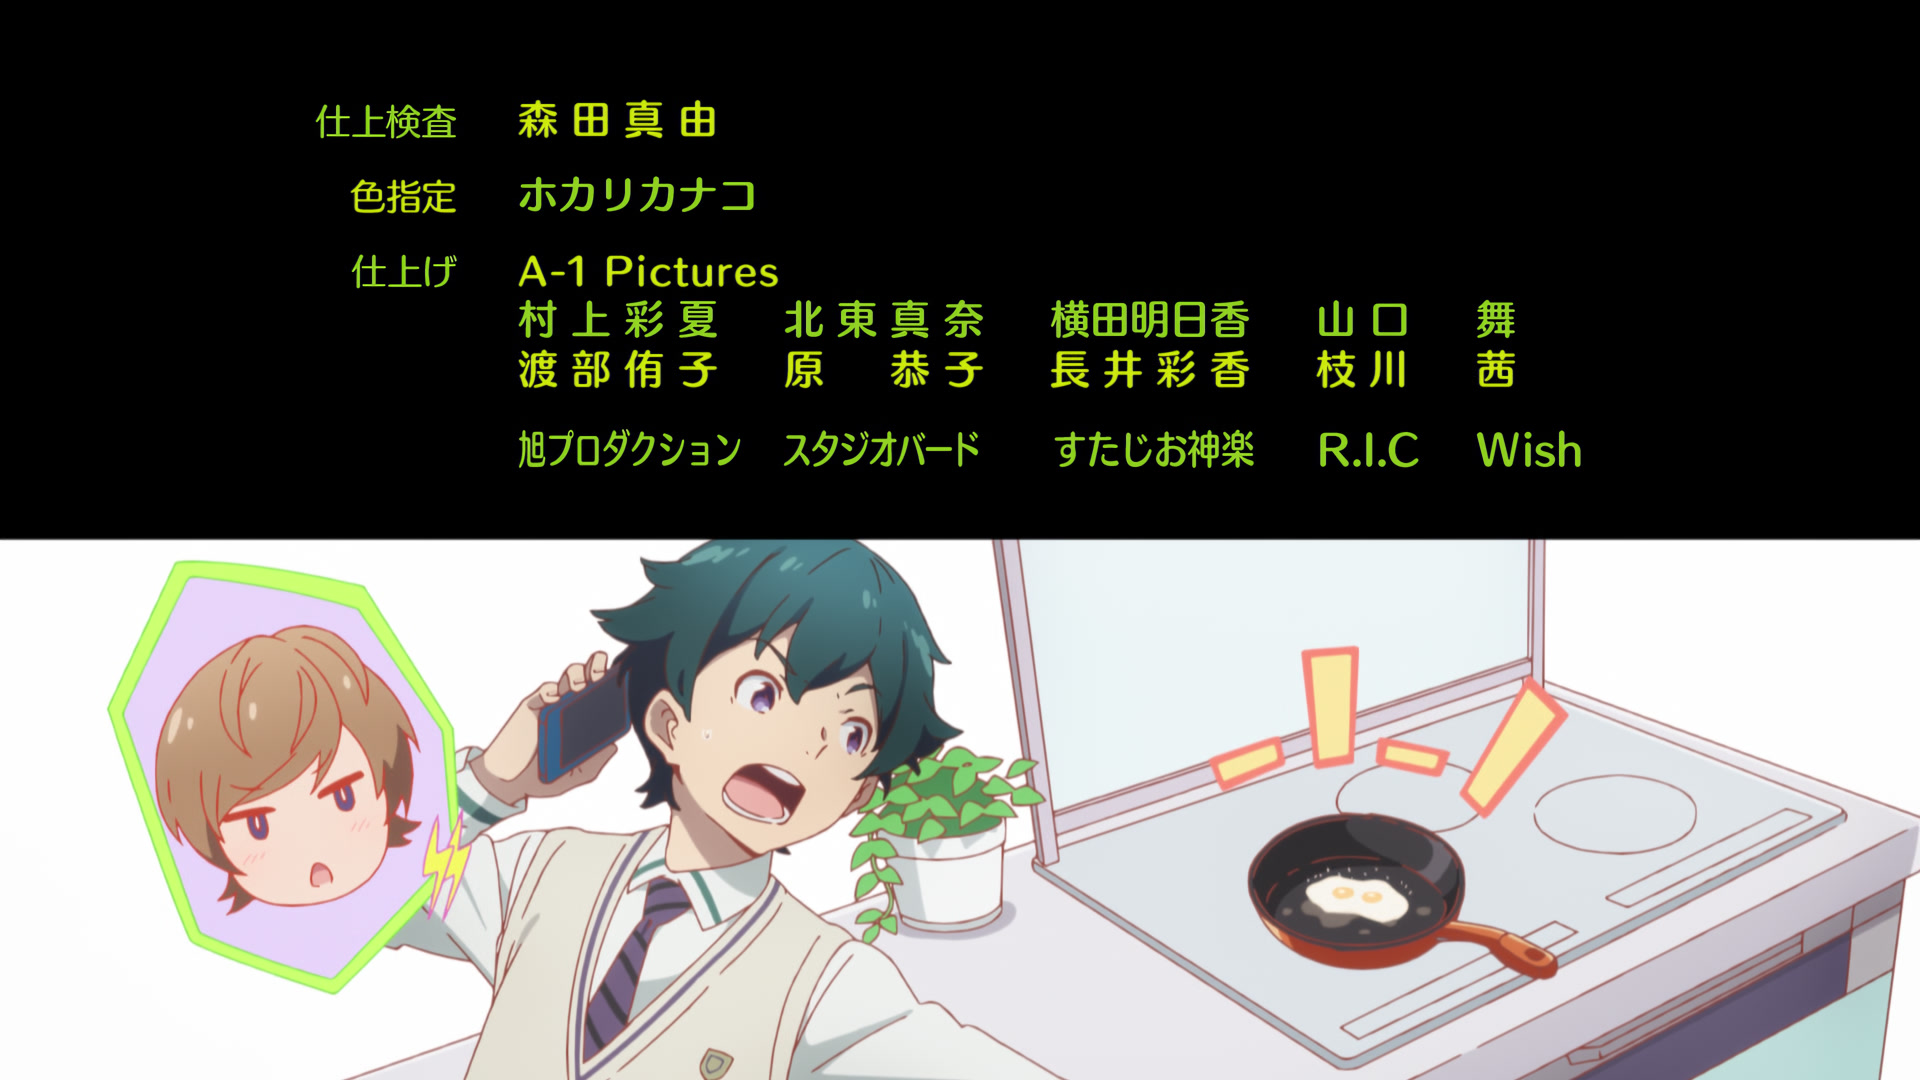 仕上検査 森田真由
色指定 ホカリカナコ
仕上げ A-1 Pictures
村上彩夏 北東真奈 横田明日香 山口 舞
渡部侑子 原 恭子 長井彩香 枝川 茜
旭プロダクション スタジオバード すたじお神楽 R.I.C Wish